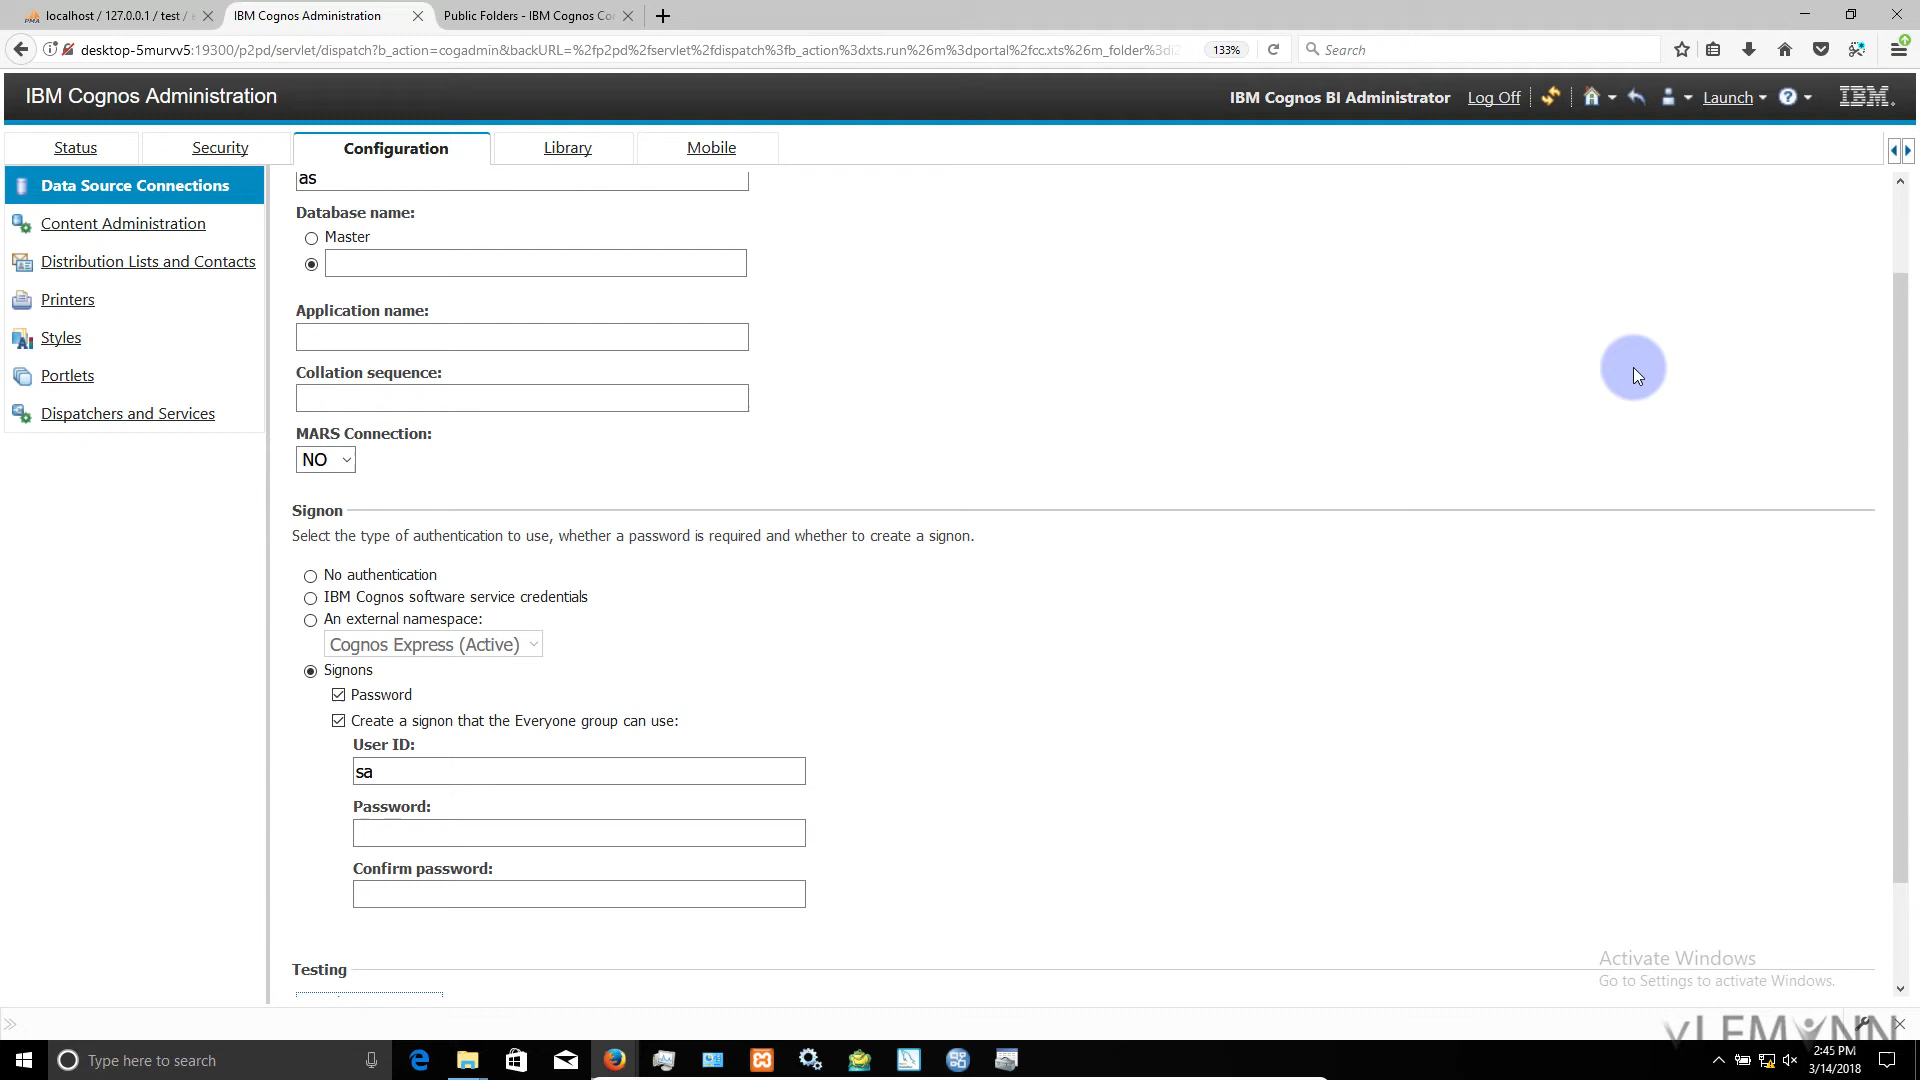 localhost / 127.0.0.1 / test /
IBM Cognos Administration
Public Folders - IBM Cognos Co
desktop-5murvv5:19300/p2pd/servlet/dispatch?b_action=cogadmin&backURL=%2fp2pd%2fservlet%2fdispatch%3fb_action%3dxts.run%26m%3dportal%2fcc.xts%26m_folder%3di2
133%
Search
IBM Cognos Administration
IBM Cognos BI Administrator
Log Off
Launch
IBM
Status
Security
Configuration
Library
Mobile
Data Source Connections
Content Administration
Distribution Lists and Contacts
Printers
Styles
Portlets
Dispatchers and Services
as
Database name:
Master
Application name:
Collation sequence:
MARS Connection:
NO
Signon
Select the type of authentication to use, whether a password is required and whether to create a signon.
No authentication
IBM Cognos software service credentials
An external namespace:
Cognos Express (Active)
Signons
Password
Create a signon that the Everyone group can use:
User ID:
sa
Password:
Confirm password:
Testing
Activate Windows
Go to Settings to activate Windows.
Type here to search
2:45 PM
3/14/2018